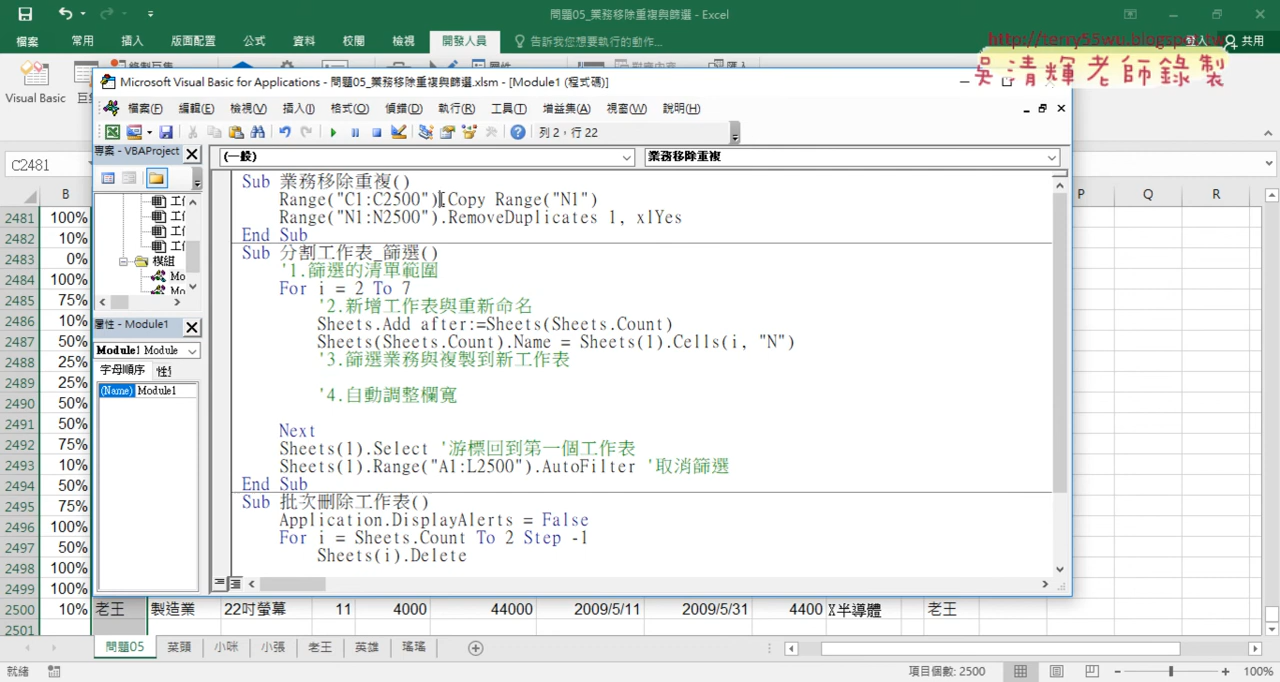 問題05_業務移除重複與篩選 - Excel
http://terry55wu.blogspot.tw
吳清輝老師錄製
檔案 常用 插入 版面配置 公式 資料 校閱 檢視 開發人員 告訴我您想要執行的動作... 登入 共用
Visual Basic
Microsoft Visual Basic for Applications - 問題05_業務移除重複與篩選.xlsm - [Module1 (程式碼)]
檔案(F) 編輯(E) 檢視(V) 插入(I) 格式(O) 偵錯(D) 執行(R) 工具(T) 增益集(A) 視窗(W) 說明(H)
列 2，行 22
專案 - VBAProject
(一般) 業務移除重複
C2481
B P Q R
Sub 業務移除重複()
Range("C1:C2500").Copy Range("N1")
Range("N1:N2500").RemoveDuplicates 1, xlYes
End Sub
Sub 分割工作表_篩選()
'1.篩選的清單範圍
For i = 2 To 7
'2.新增工作表與重新命名
Sheets.Add after:=Sheets(Sheets.Count)
Sheets(Sheets.Count).Name = Sheets(1).Cells(i, "N")
'3.篩選業務與複製到新工作表
'4.自動調整欄寬
Next
Sheets(1).Select '游標回到第一個工作表
Sheets(1).Range("A1:L2500").AutoFilter '取消篩選
End Sub
Sub 批次刪除工作表()
Application.DisplayAlerts = False
For i = Sheets.Count To 2 Step -1
Sheets(i).Delete
模組
Mo
Mo
屬性 - Module1
Module1 Module
字母順序
(Name) Module1
2481 100%
2482 10%
2483 0%
2484 100%
2485 75%
2486 10%
2487 50%
2488 25%
2489 25%
2490 50%
2491 50%
2492 75%
2493 10%
2494 50%
2495 75%
2496 100%
2497 50%
2498 100%
2499 100%
2500 10% 老王 製造業 22吋螢幕 11 4000 44000 2009/5/11 2009/5/31 4400 X半導體 老王
2501
問題05 菜頭 小咪 小張 老王 英雄 瑤瑤
就緒 項目個數: 2500 100%